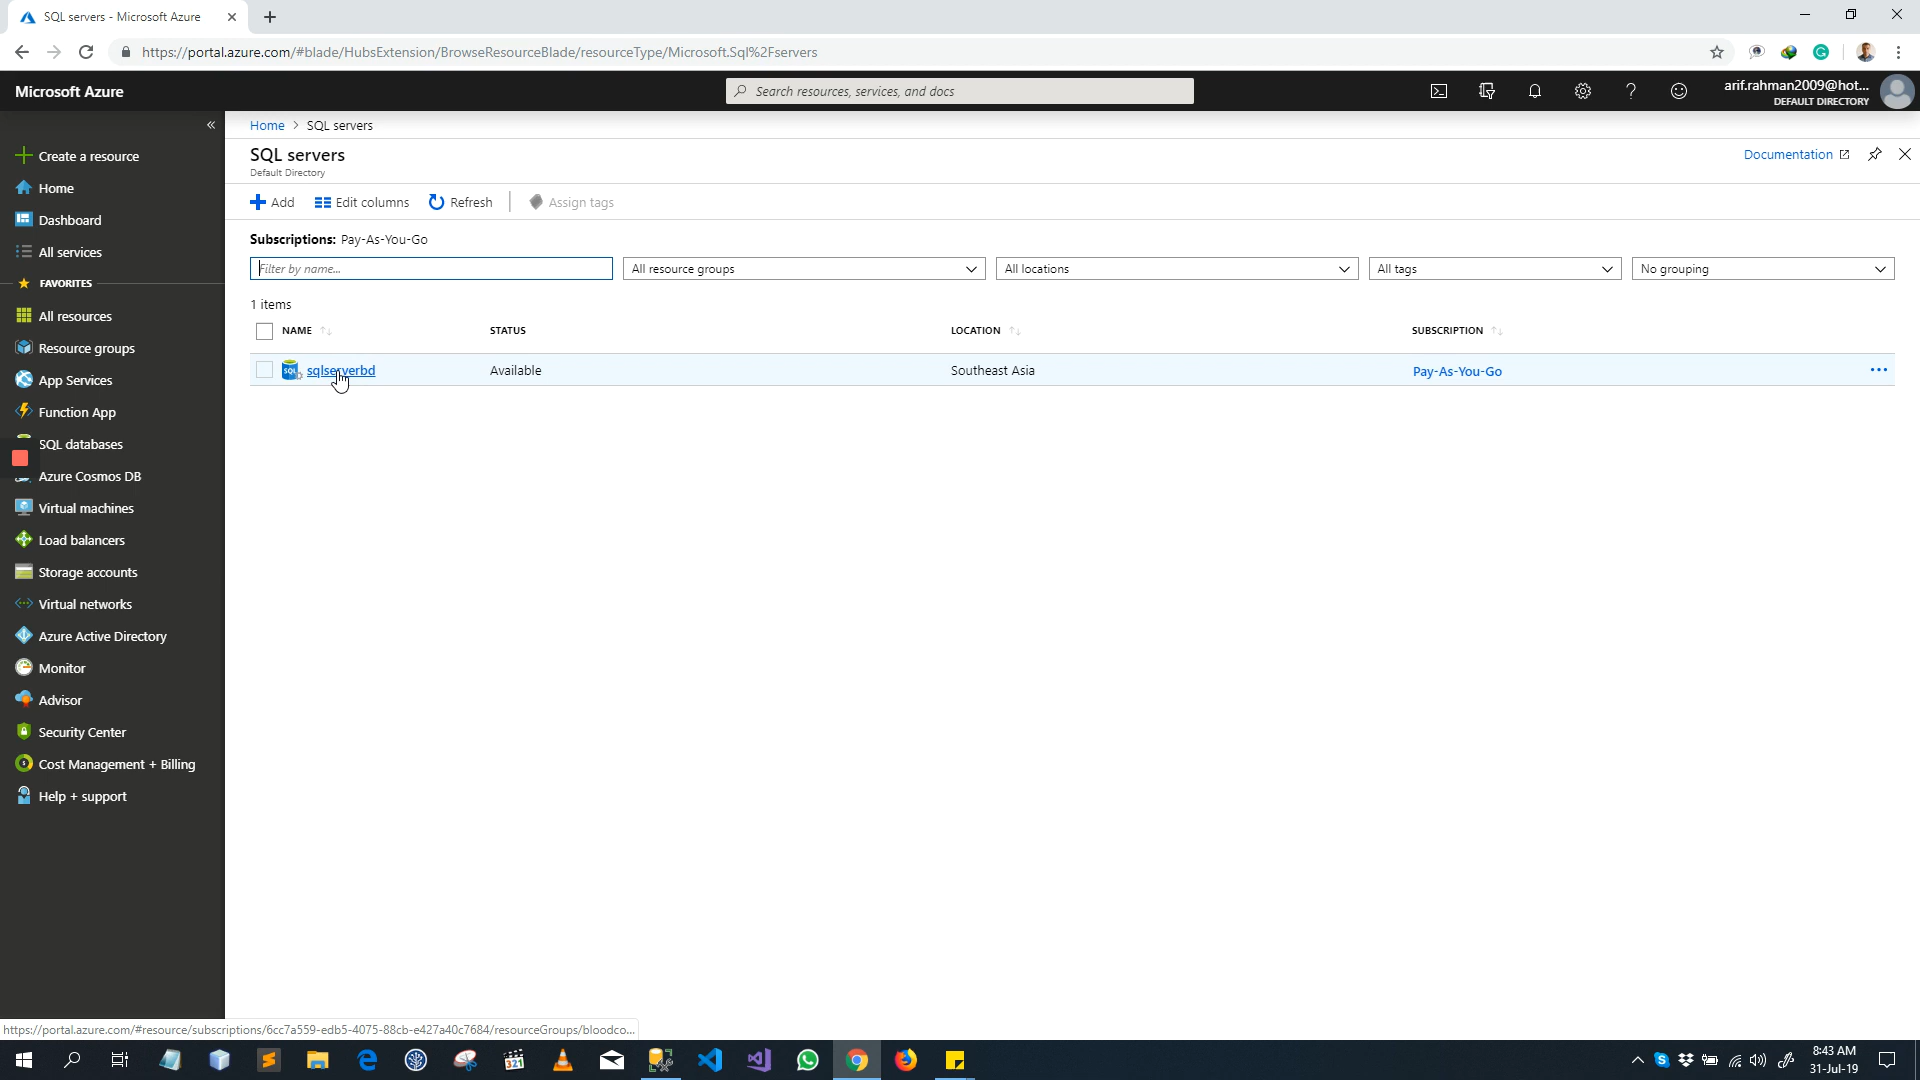 SQL servers - Microsoft Azure
https://portal.azure.com/#blade/HubsExtension/BrowseResourceBlade/resourceType/Microsoft.Sql%2Fservers
Microsoft Azure
Search resources, services, and docs
arif.rahman2009@hot...
DEFAULT DIRECTORY
Home > SQL servers
SQL servers
Default Directory
Documentation
Add
Edit columns
Refresh
Assign tags
Subscriptions: Pay-As-You-Go
Filter by name...
All resource groups
All locations
All tags
No grouping
1 items
NAME
STATUS
LOCATION
SUBSCRIPTION
sqlserverbd
Available
Southeast Asia
Pay-As-You-Go
Create a resource
Home
Dashboard
All services
FAVORITES
All resources
Resource groups
App Services
Function App
SQL databases
Azure Cosmos DB
Virtual machines
Load balancers
Storage accounts
Virtual networks
Azure Active Directory
Monitor
Advisor
Security Center
Cost Management + Billing
Help + support
https://portal.azure.com/#resource/subscriptions/6cc7a559-edb5-4075-88cb-e427a40c7684/resourceGroups/bloodco...
8:43 AM
31-Jul-19